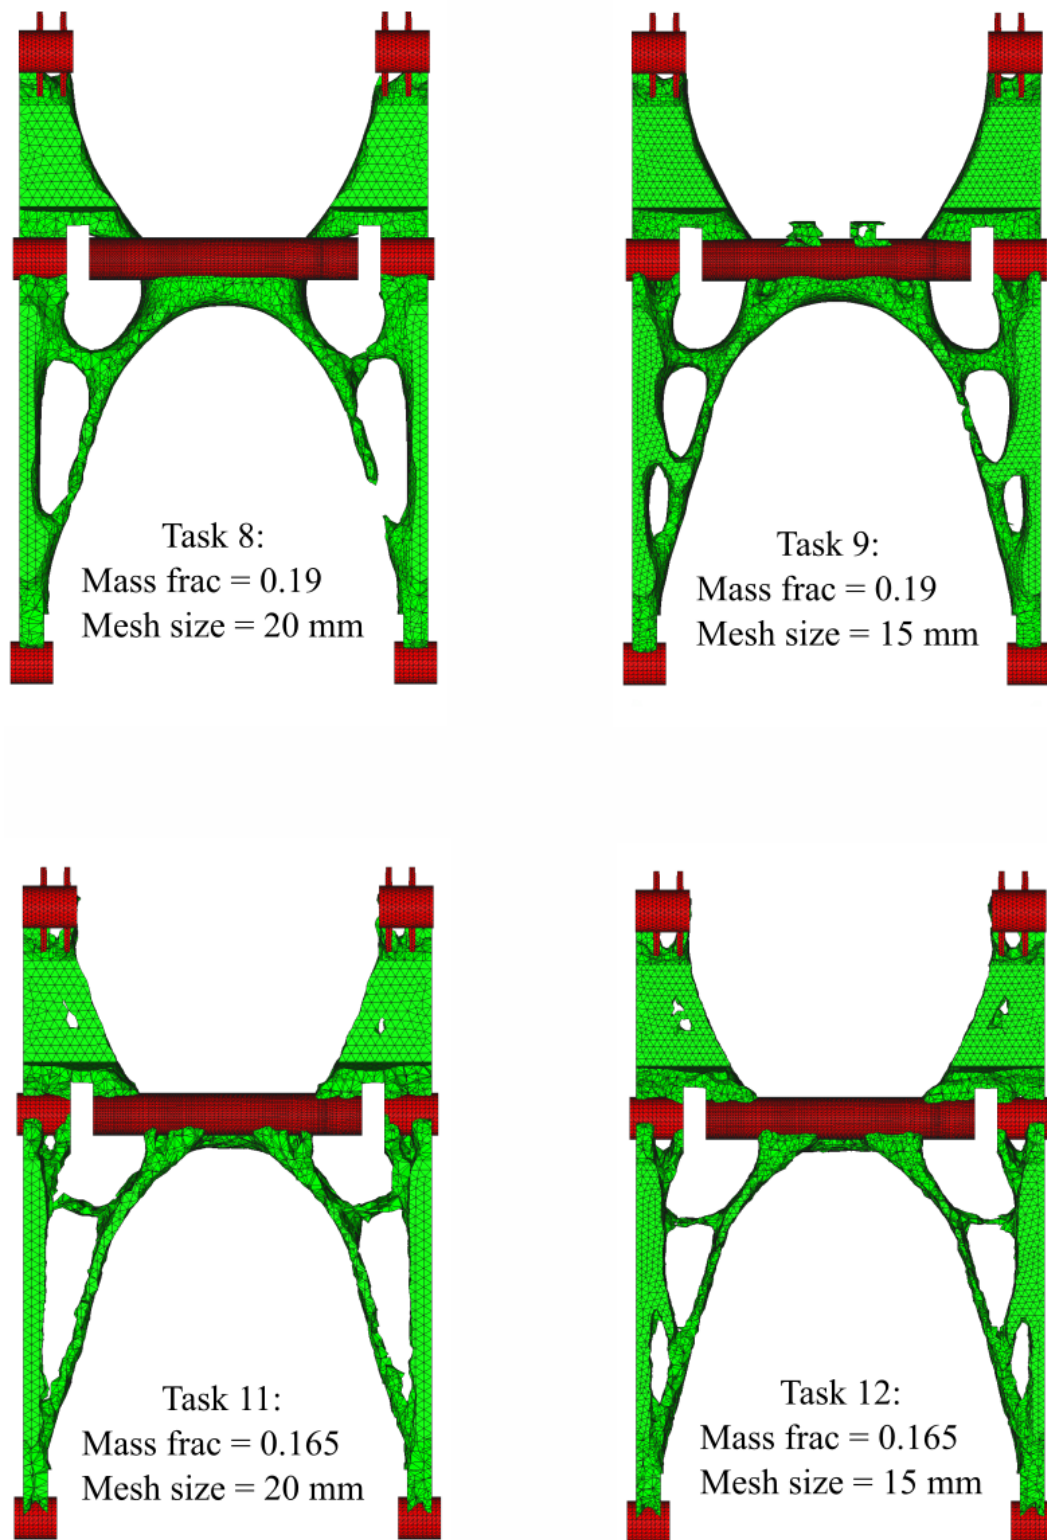 Task 8:
Mass frac = 0.19
Mesh size = 20 mm
Task 9:
Mass frac = 0.19
Mesh size = 15 mm
Task 11:
Mass frac = 0.165
Mesh size = 20 mm
Task 12:
Mass frac = 0.165
Mesh size = 15 mm